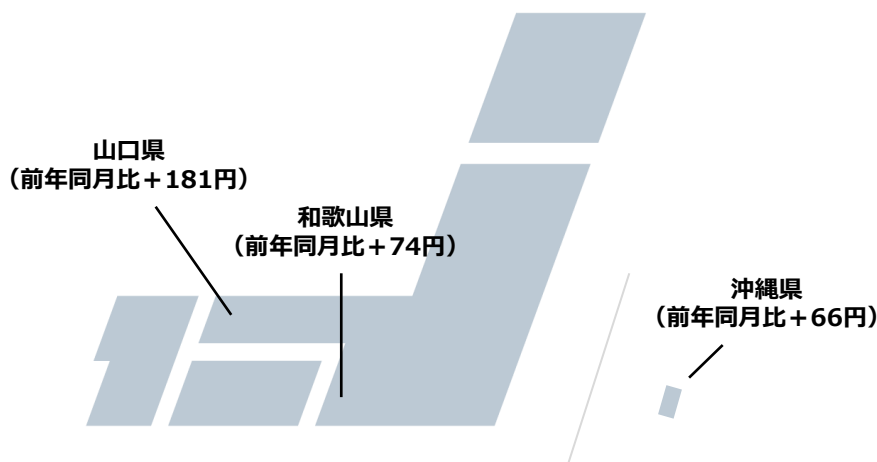 山口県
（前年同月比＋181円）
和歌山県
（前年同月比＋74円）
沖縄県
（前年同月比＋66円）